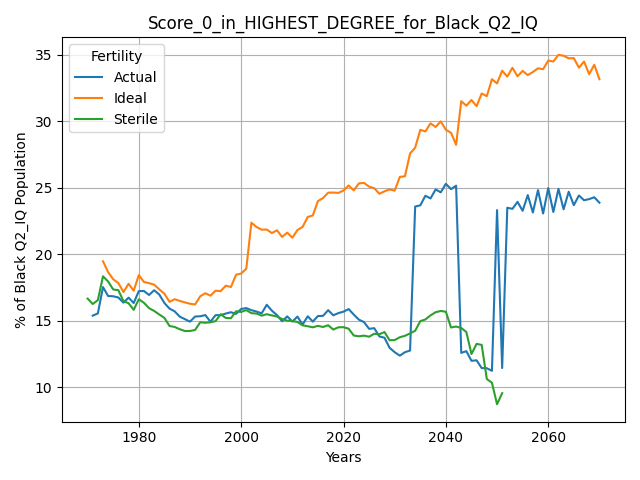 Score_0_in_HIGHEST_DEGREE_for_Black_Q2_IQ
Fertility
Actual
Ideal
Sterile
% of Black Q2_IQ Population
35
30
25
20
15
10
1980
2000
2020
2040
2060
Years